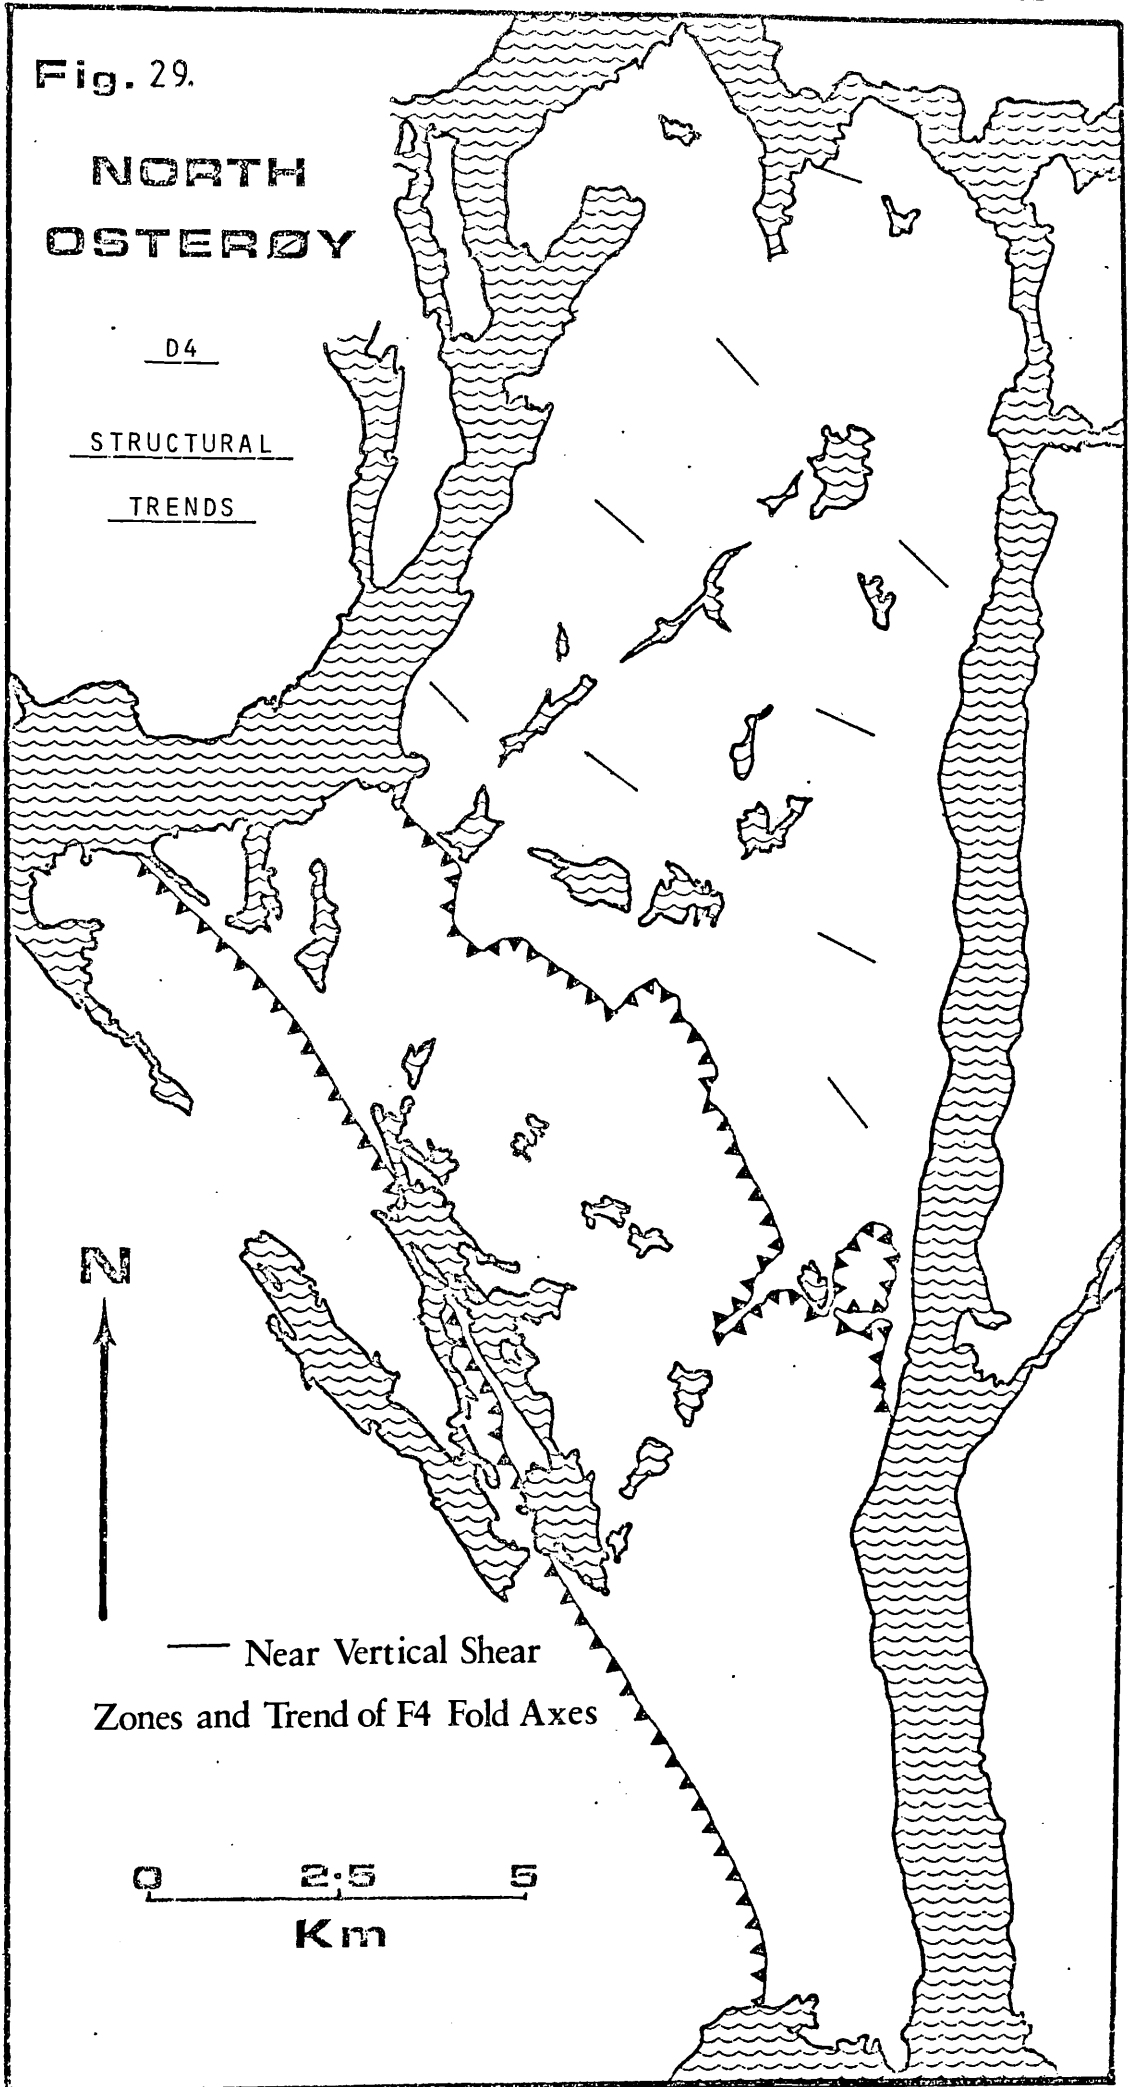 Fig. 29.
NORTH
OSTERØY
D4
STRUCTURAL
TRENDS
N
Near Vertical Shear
Zones and Trend of F4 Fold Axes
0 2·5 5
Km